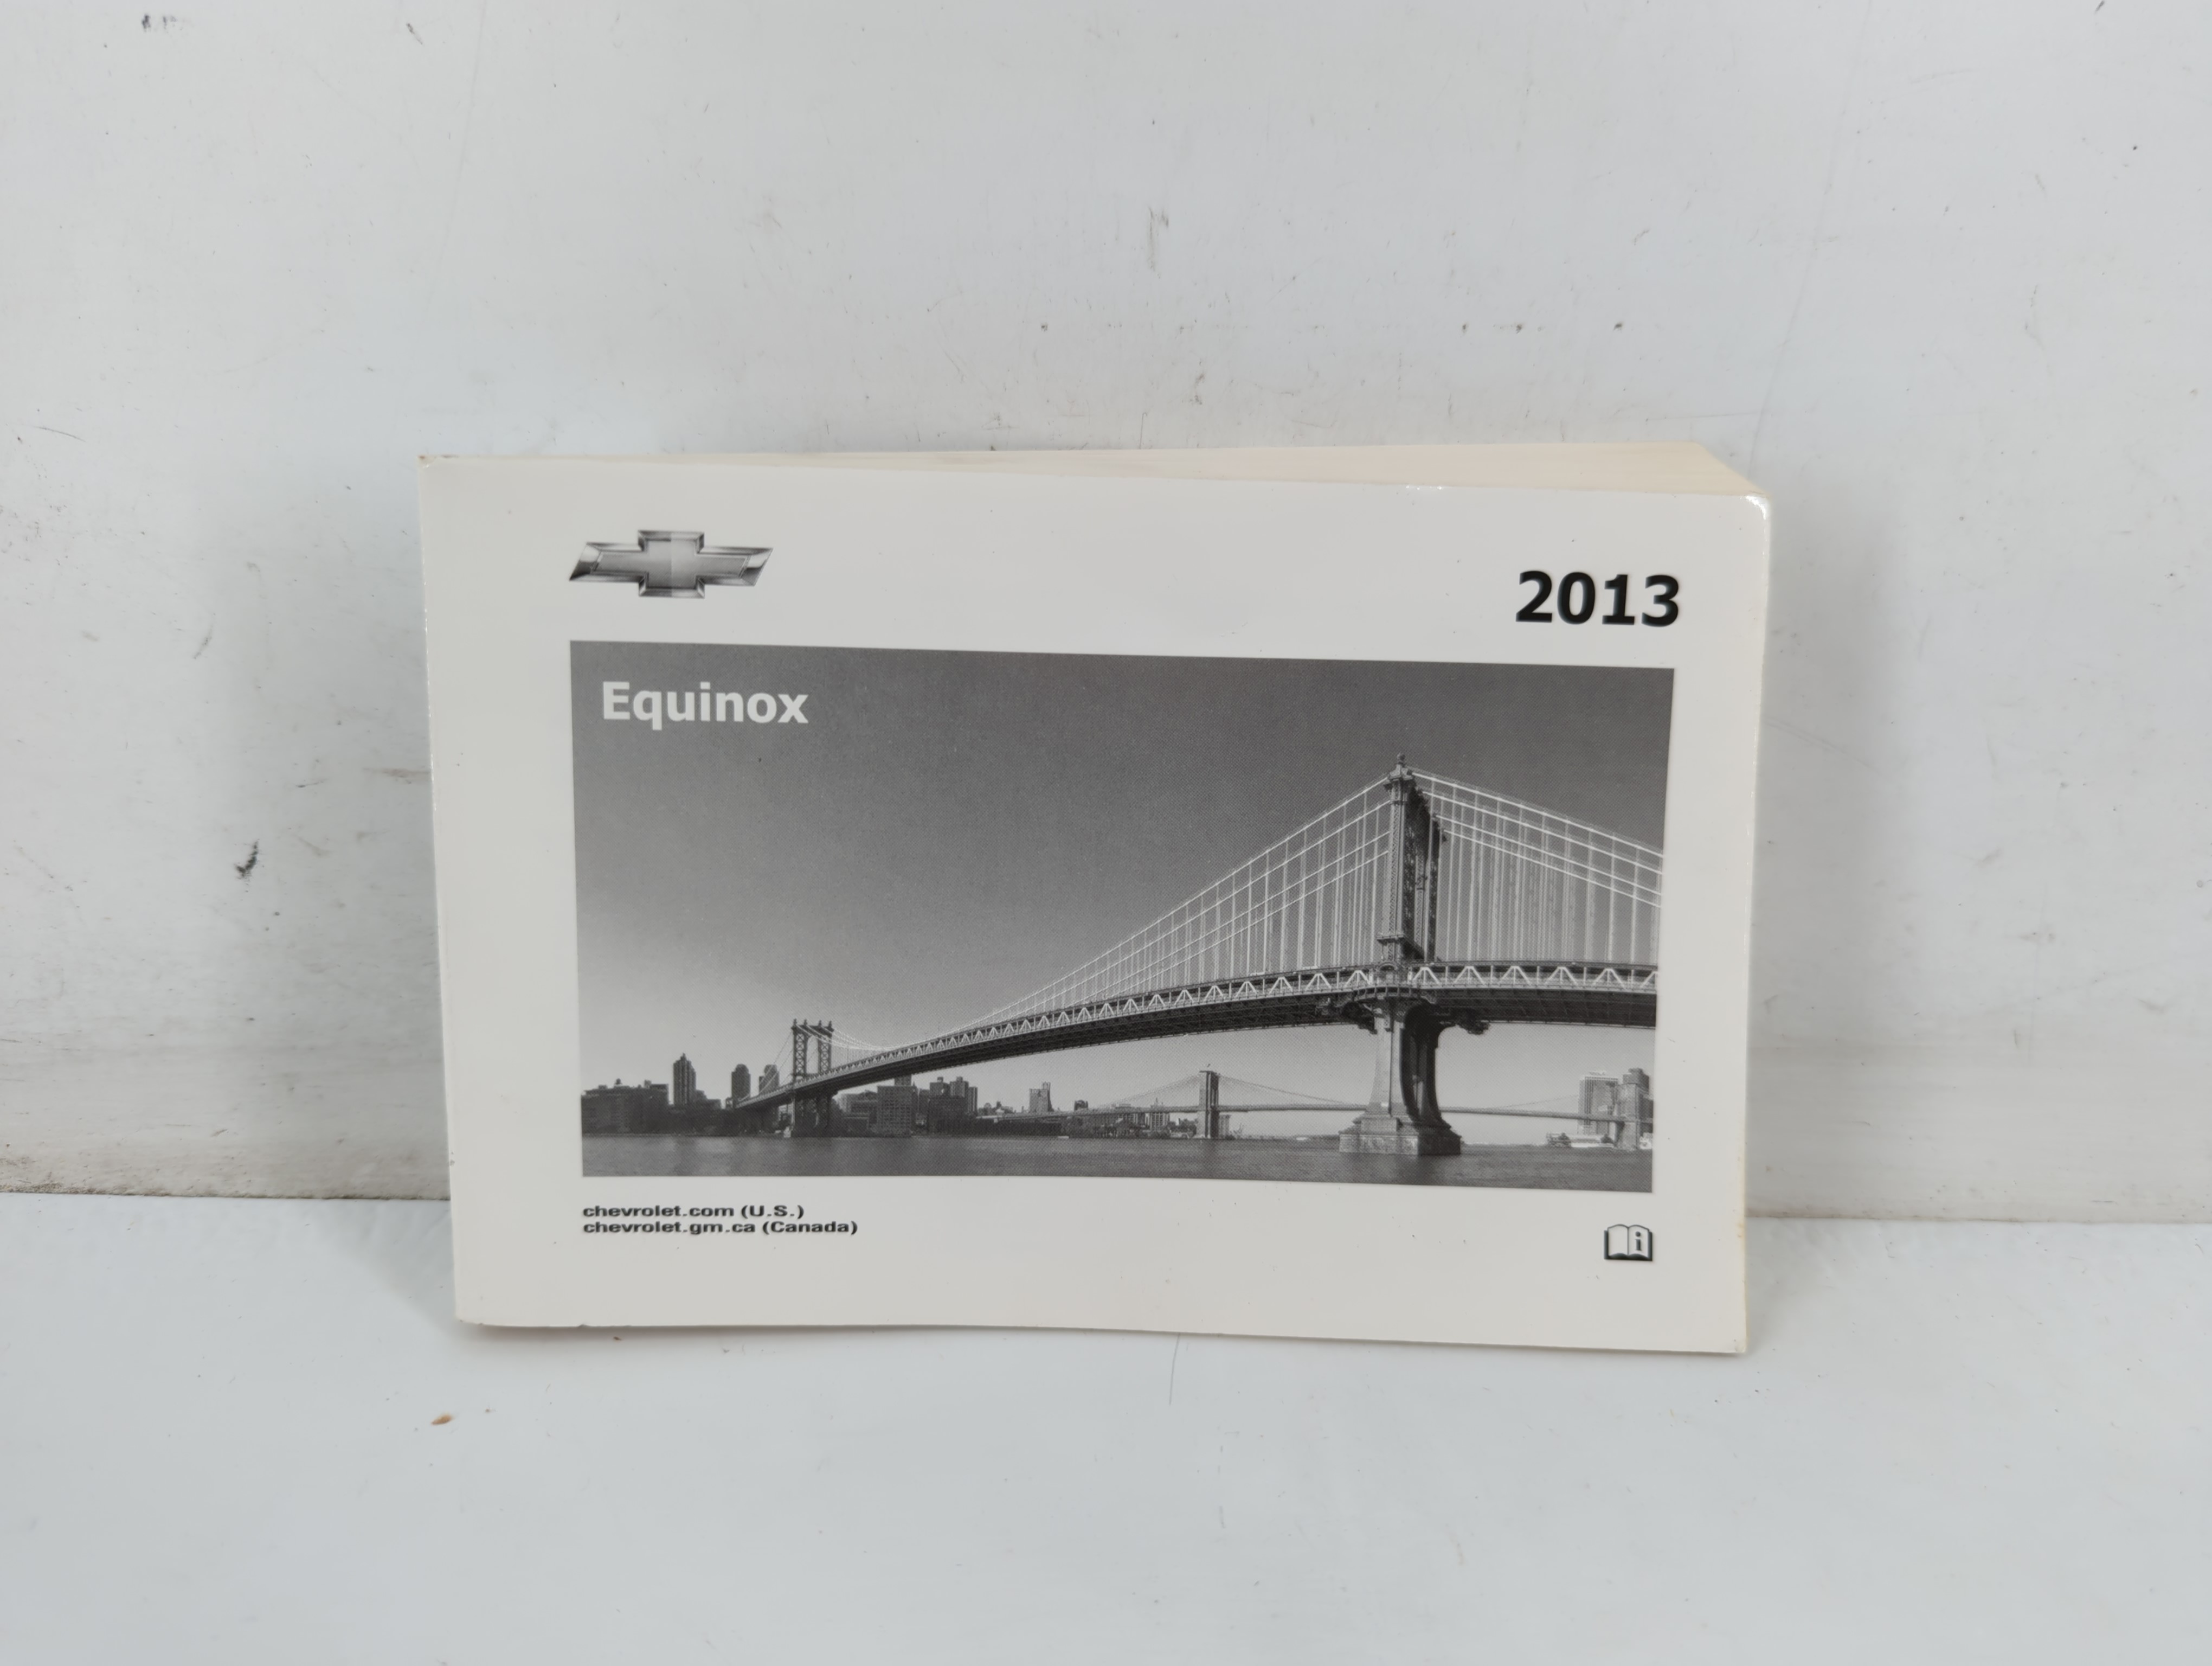 2013
Equinox
chevrolet.com (U.S.)
chevrolet.gm.ca (Canada)
i